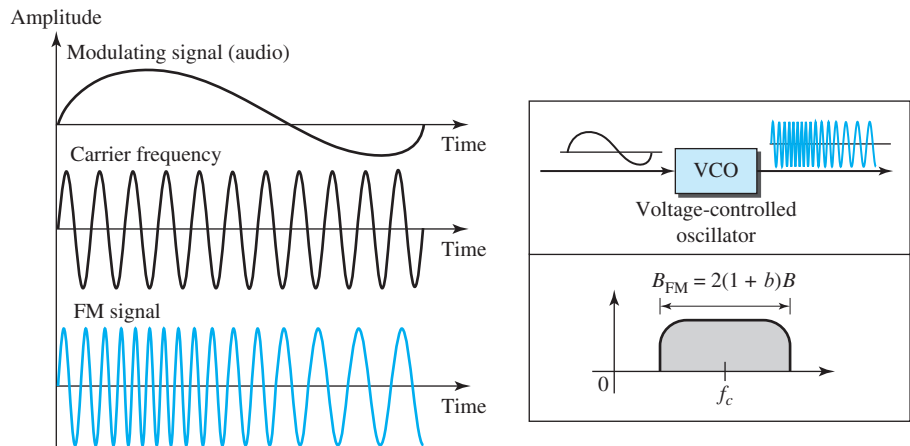 Amplitude
Modulating signal (audio)
Time
Carrier frequency
Time
FM signal
Time
VCO
Voltage-controlled
oscillator
B_FM = 2(1 + b)B
0
f_c